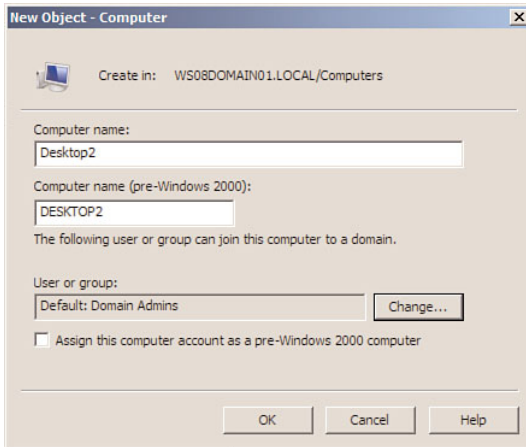 New Object - Computer
Create in: WS08DOMAIN01.LOCAL/Computers
Computer name:
Desktop2
Computer name (pre-Windows 2000):
DESKTOP2
The following user or group can join this computer to a domain.
User or group:
Default: Domain Admins
Change...
Assign this computer account as a pre-Windows 2000 computer
OK Cancel Help